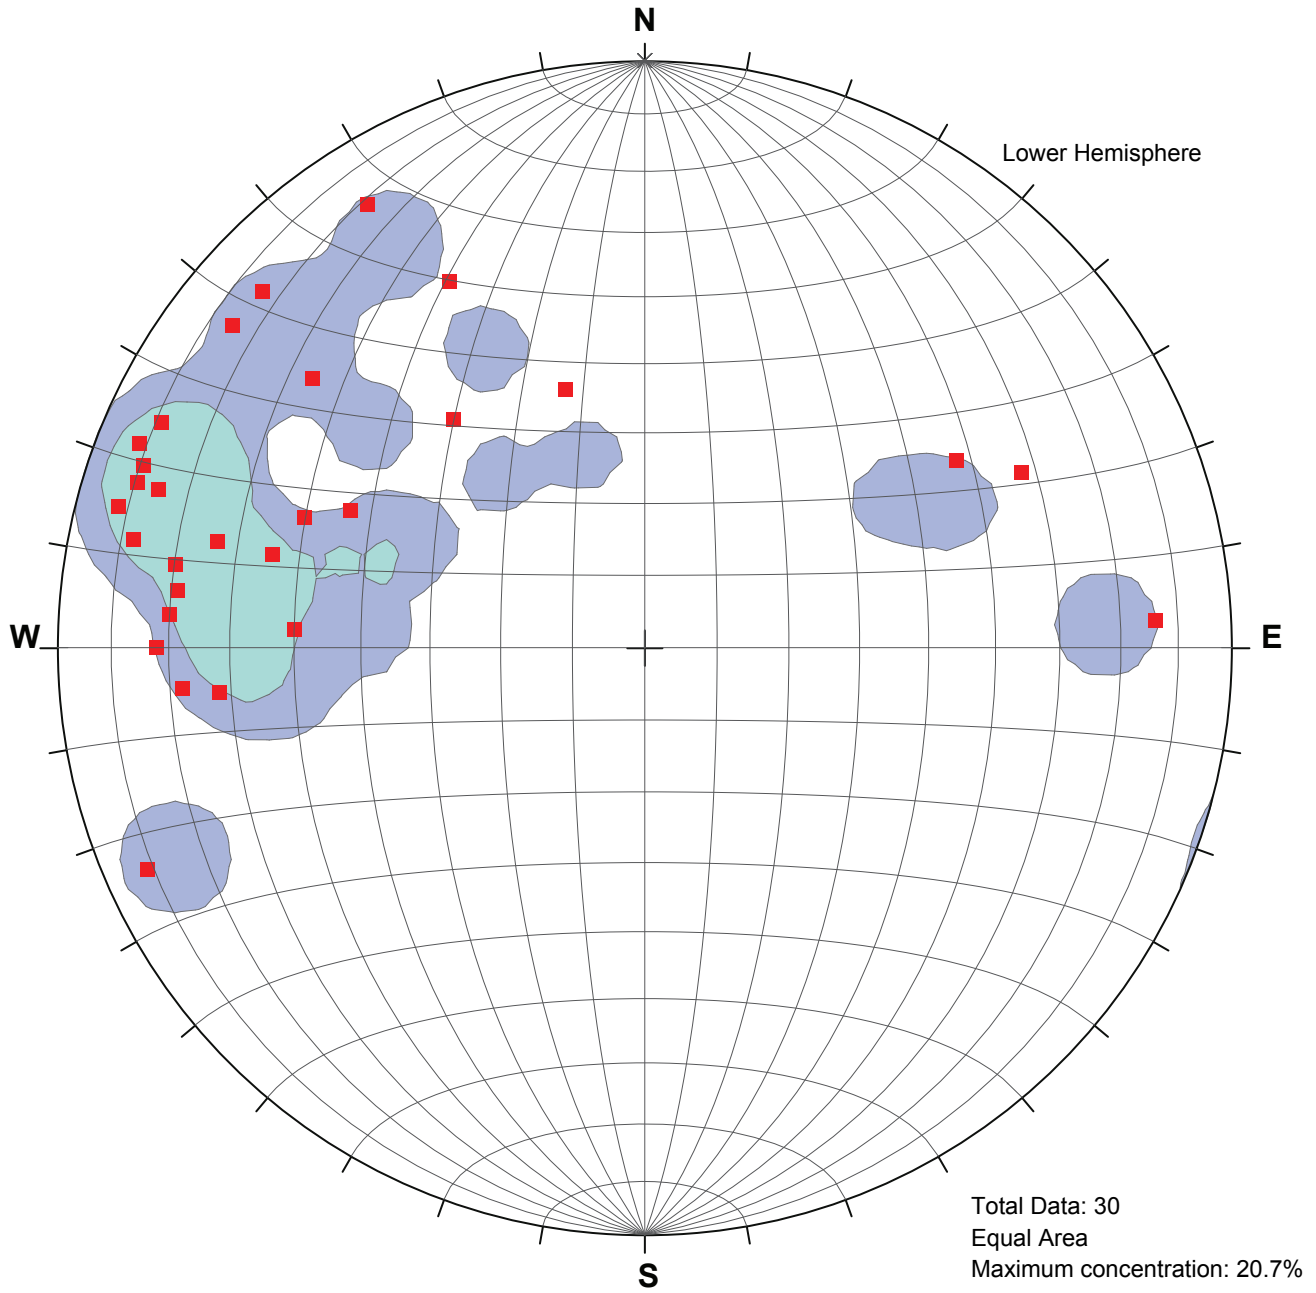 N
Lower Hemisphere
W
E
Total Data: 30
Equal Area
Maximum concentration: 20.7%
S